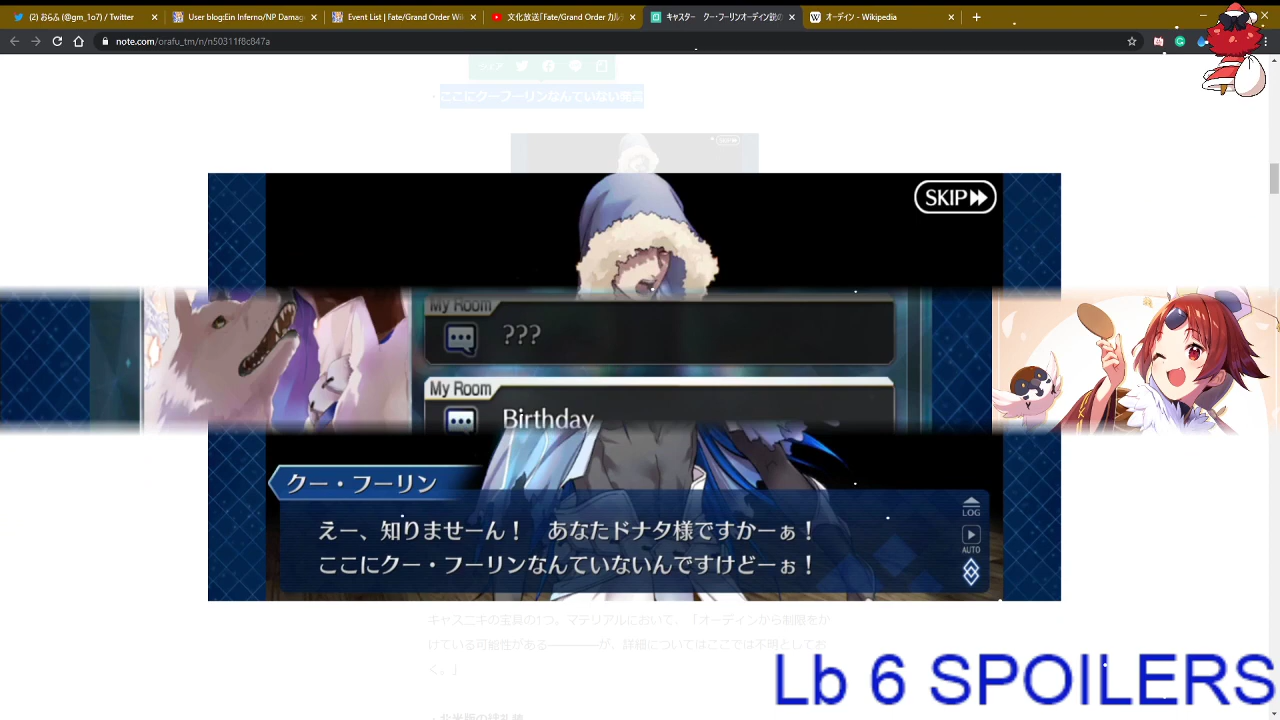 (2) おらふ (@gm_1o7) / Twitter
User blog:Ein Inferno/NP Damag
Event List | Fate/Grand Order Wi
文化放送「Fate/Grand Order カル
キャスター クー・フーリンオーディン説の
オーディン - Wikipedia
note.com/orafu_tm/n/n50311f8c847a
・ここにクーフーリンなんていない発言
SKIP
SKIP
My Room
???
My Room
Birthday
クー・フーリン
えー、知りませーん! あなたドナタ様ですかーぁ!
ここにクー・フーリンなんていないんですけどーぉ!
LOG
AUTO
キャスニキの宝具の1つ。マテリアルにおいて、「オーディンから制限をか
けている可能性がある————が、詳細についてはここでは不明としてお
く。」
Lb 6 SPOILERS